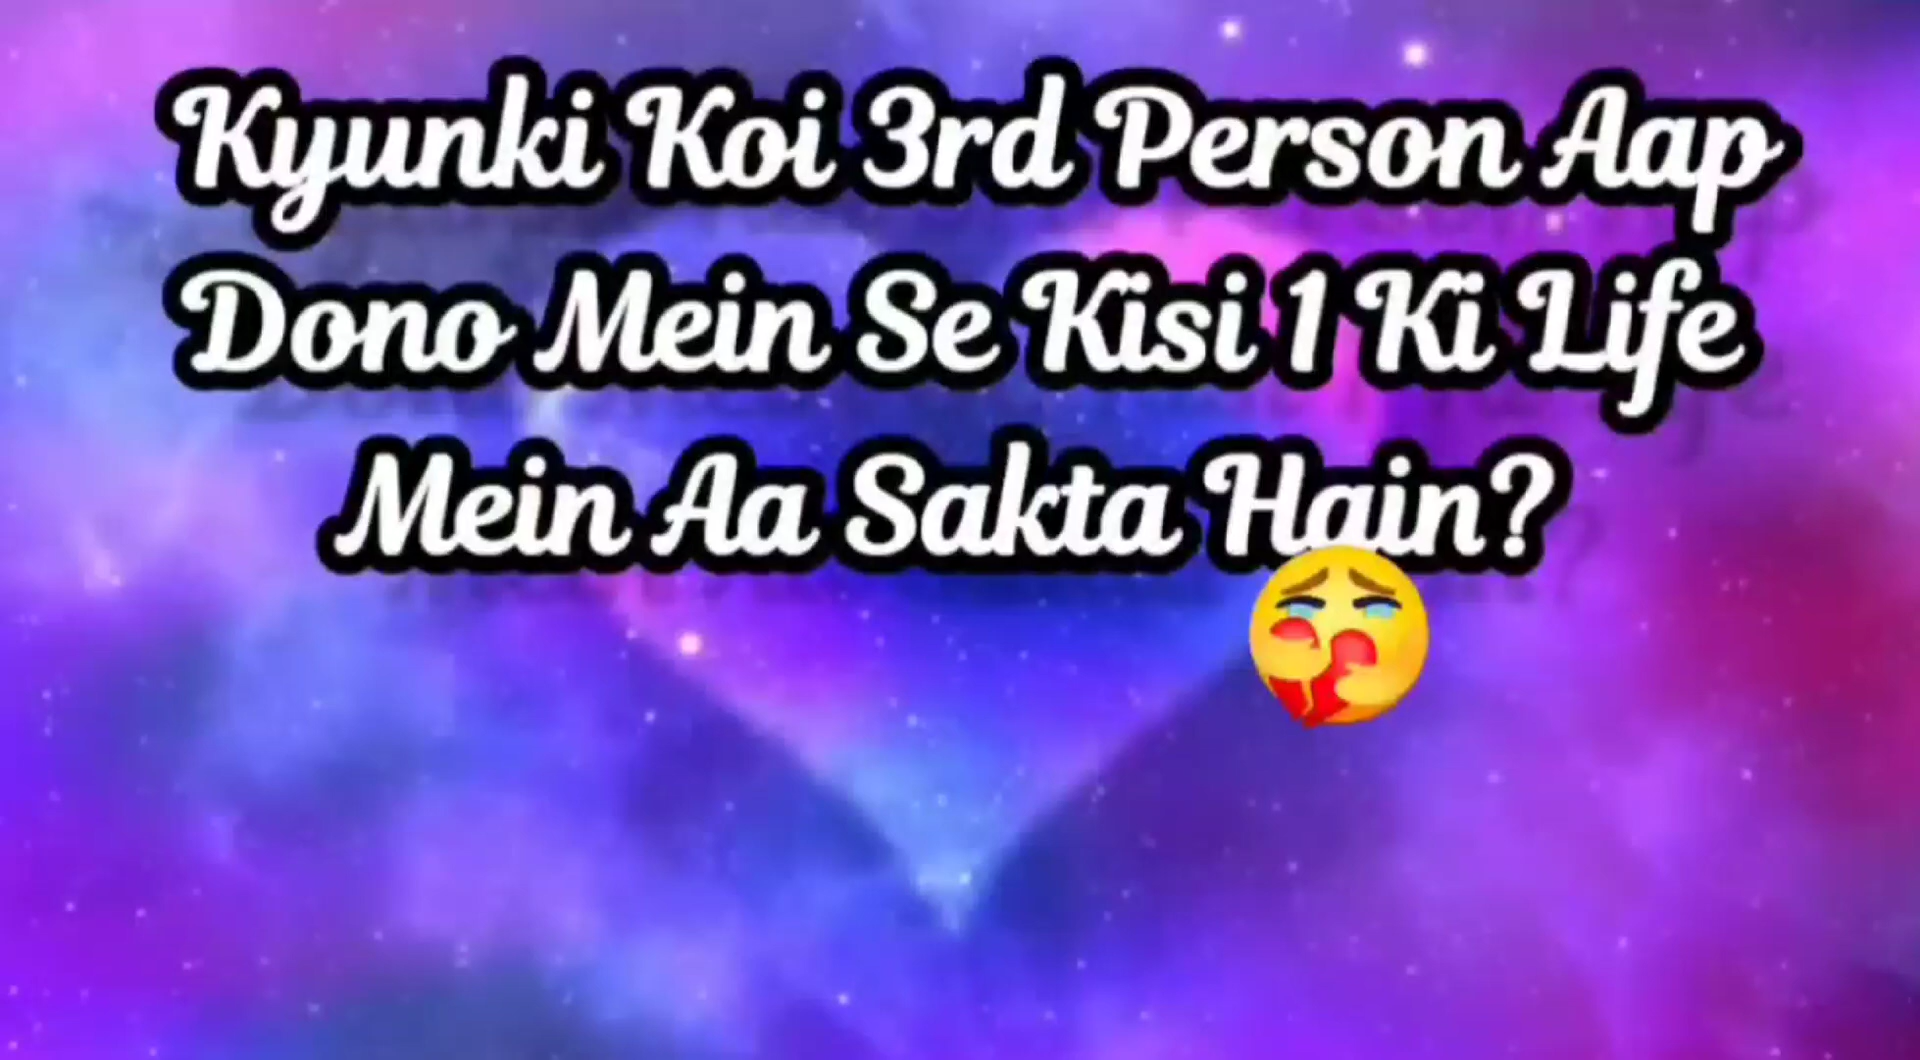 Kyunki Koi 3rd Person Aap
Dono Mein Se Kisi 1 Ki Life
Mein Aa Sakta Hain?